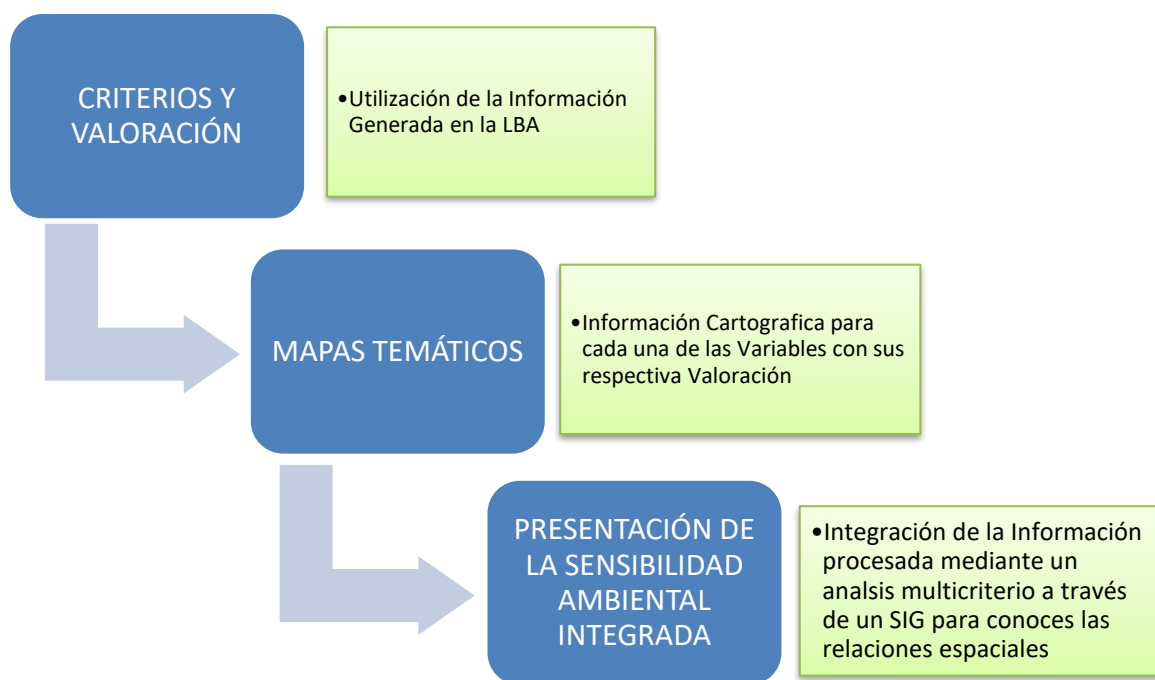 CRITERIOS Y
VALORACIÓN
•Utilización de la Información
Generada en la LBA
MAPAS TEMÁTICOS
•Información Cartografica para
cada una de las Variables con sus
respectiva Valoración
PRESENTACIÓN DE
LA SENSIBILIDAD
AMBIENTAL
INTEGRADA
•Integración de la Información
procesada mediante un
analsis multicriterio a través
de un SIG para conoces las
relaciones espaciales